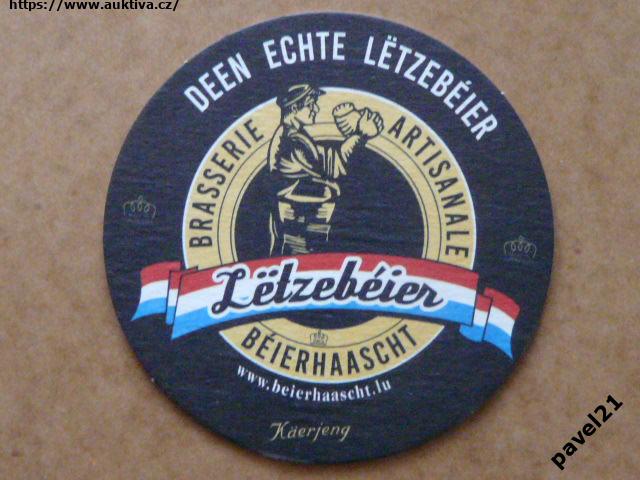 https://www.auktiva.cz/
DEEN ECHTE LËTZEBÉIER
BRASSERIE ARTISANALE
Lëtzebéier
BÉIERHAASCHT
www.beierhaascht.lu
Käerjeng
pavel21